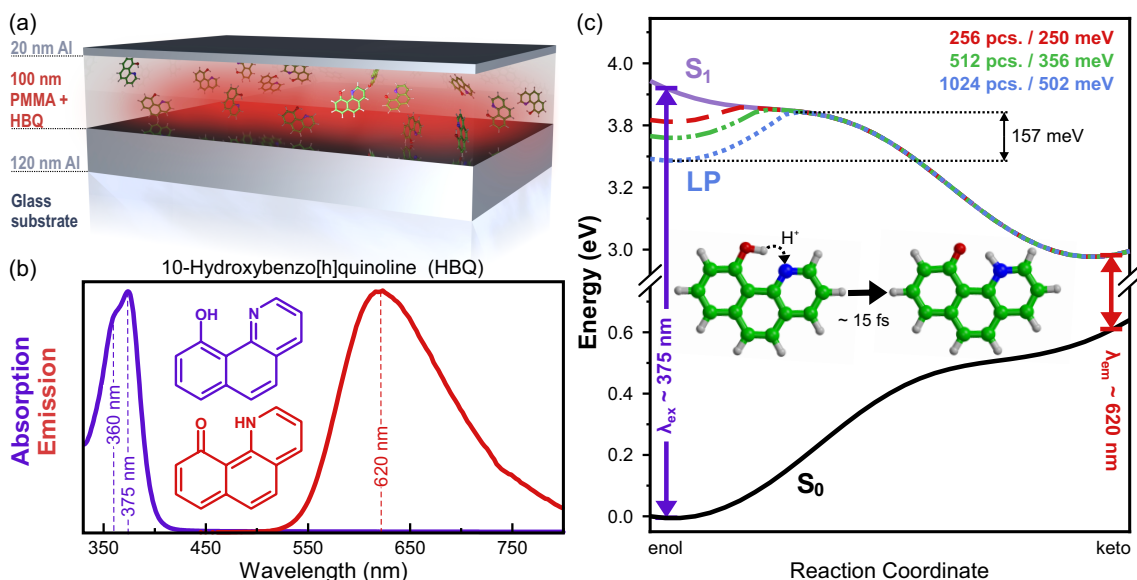 (a)
20 nm Al
100 nm
PMMA +
HBQ
120 nm Al
Glass
substrate
(b)
10-Hydroxybenzo[h]quinoline (HBQ)
Absorption
Emission
360 nm
375 nm
OH
N
O
HN
620 nm
350
450
550
650
750
Wavelength (nm)
(c)
256 pcs. / 250 meV
512 pcs. / 356 meV
1024 pcs. / 502 meV
S₁
LP
157 meV
Energy (eV)
4.0
3.8
3.2
3.0
0.6
0.4
0.2
0.0
H⁺
~ 15 fs
λex ~ 375 nm
λem ~ 620 nm
S₀
enol
keto
Reaction Coordinate